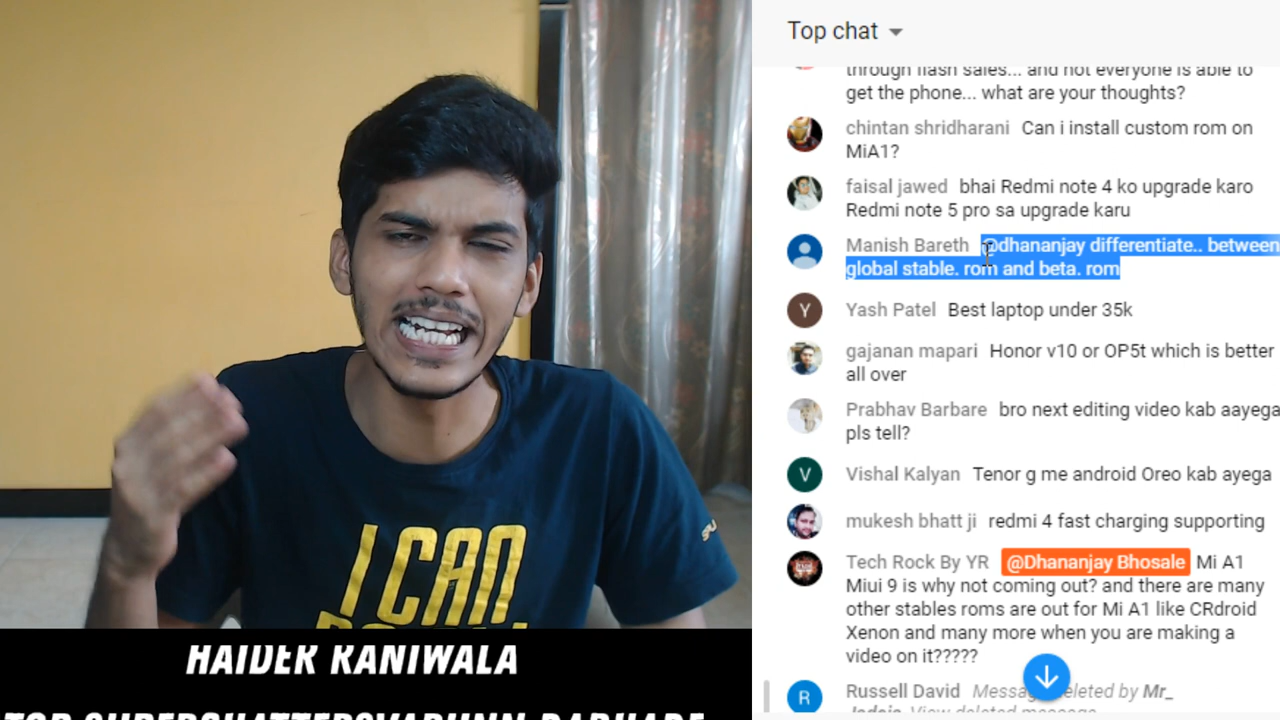 Top chat
through flash sales... and not everyone is able to
get the phone... what are your thoughts?
chintan shridharani Can i install custom rom on
MiA1?
faisal jawed bhai Redmi note 4 ko upgrade karo
Redmi note 5 pro sa upgrade karu
Manish Bareth @dhananjay differentiate.. between
global stable. rom and beta. rom
Y Yash Patel Best laptop under 35k
gajanan mapari Honor v10 or OP5t which is better
all over
Prabhav Barbare bro next editing video kab aayega
pls tell?
V Vishal Kalyan Tenor g me android Oreo kab ayega
mukesh bhatt ji redmi 4 fast charging supporting
Tech Rock By YR @Dhananjay Bhosale Mi A1
Miui 9 is why not coming out? and there are many
other stables roms are out for Mi A1 like CRdroid
Xenon and many more when you are making a
video on it?????
R Russell David Message deleted by Mr_
I CAN
HAIDER RANIWALA